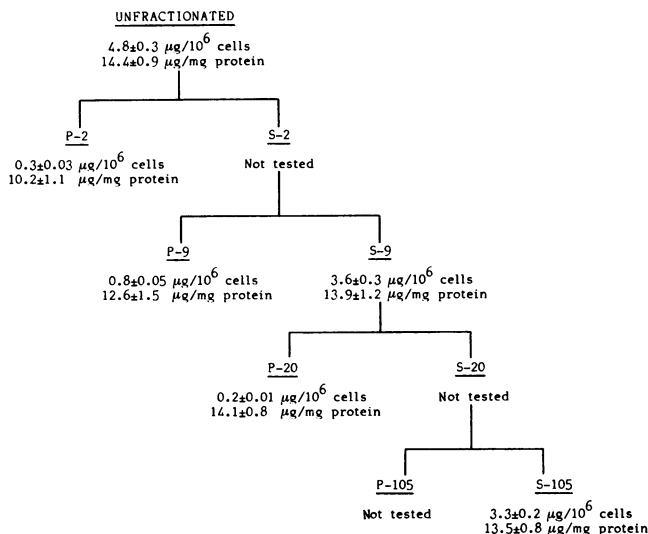 UNFRACTIONATED
4.8±0.3 µg/10⁶ cells
14.4±0.9 µg/mg protein
P-2
S-2
0.3±0.03 µg/10⁶ cells
10.2±1.1 µg/mg protein
Not tested
P-9
S-9
0.8±0.05 µg/10⁶ cells
12.6±1.5 µg/mg protein
3.6±0.3 µg/10⁶ cells
13.9±1.2 µg/mg protein
P-20
S-20
0.2±0.01 µg/10⁶ cells
14.1±0.8 µg/mg protein
Not tested
P-105
S-105
Not tested
3.3±0.2 µg/10⁶ cells
13.5±0.8 µg/mg protein